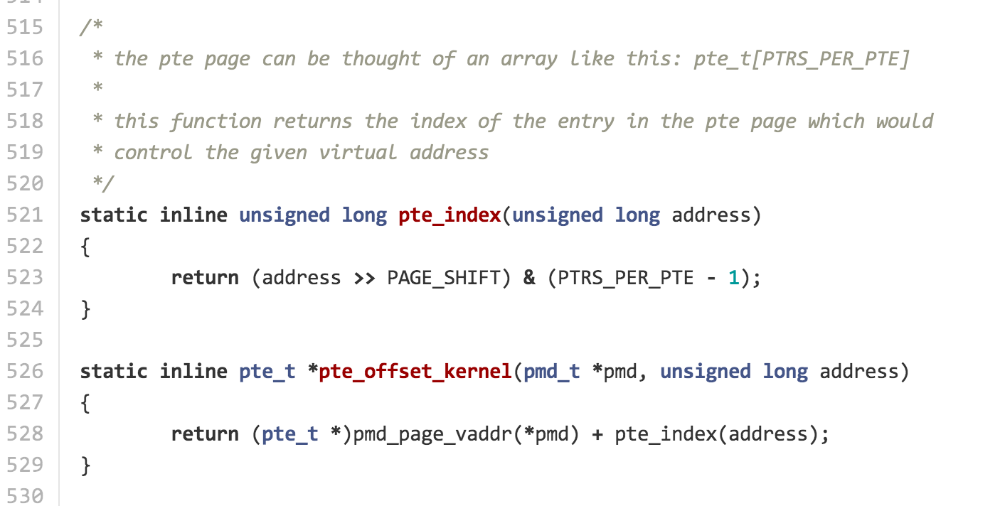 515 /*
516  * the pte page can be thought of an array like this: pte_t[PTRS_PER_PTE]
517  *
518  * this function returns the index of the entry in the pte page which would
519  * control the given virtual address
520  */
521 static inline unsigned long pte_index(unsigned long address)
522 {
523         return (address >> PAGE_SHIFT) & (PTRS_PER_PTE - 1);
524 }
525
526 static inline pte_t *pte_offset_kernel(pmd_t *pmd, unsigned long address)
527 {
528         return (pte_t *)pmd_page_vaddr(*pmd) + pte_index(address);
529 }
530